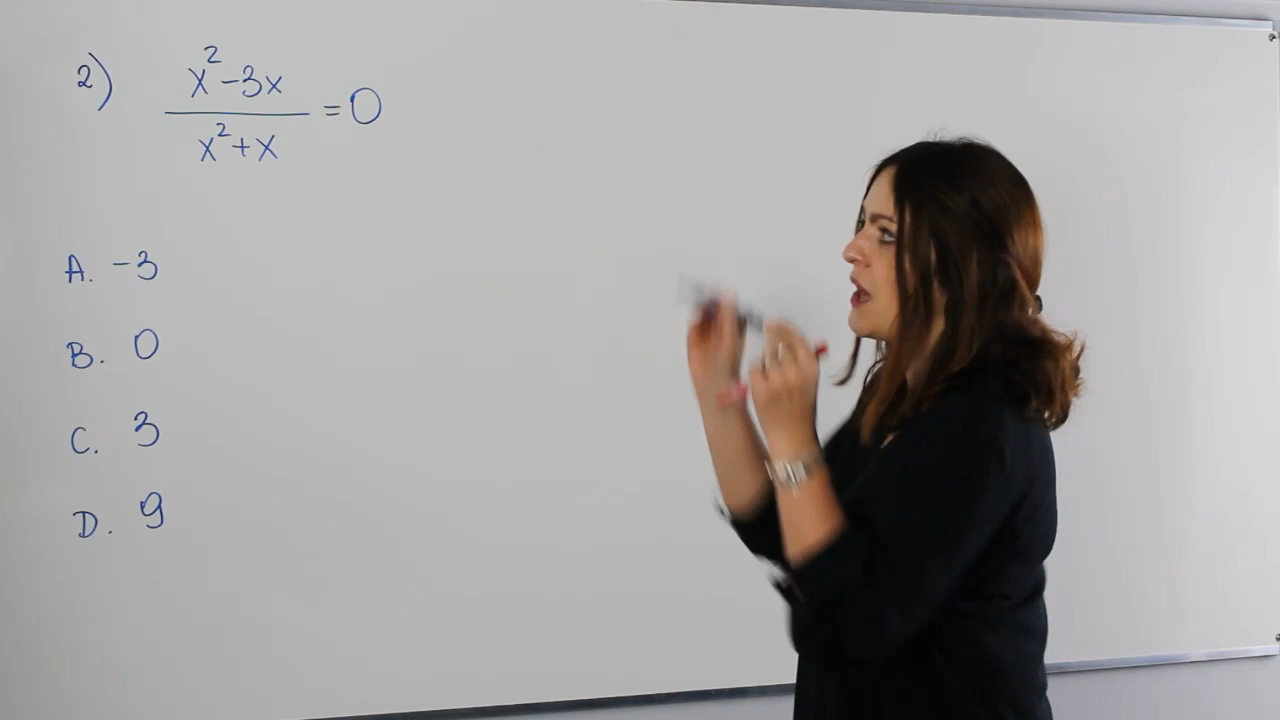 2) x²-3x
x²+x = 0
A. -3
B. 0
C. 3
D. 9